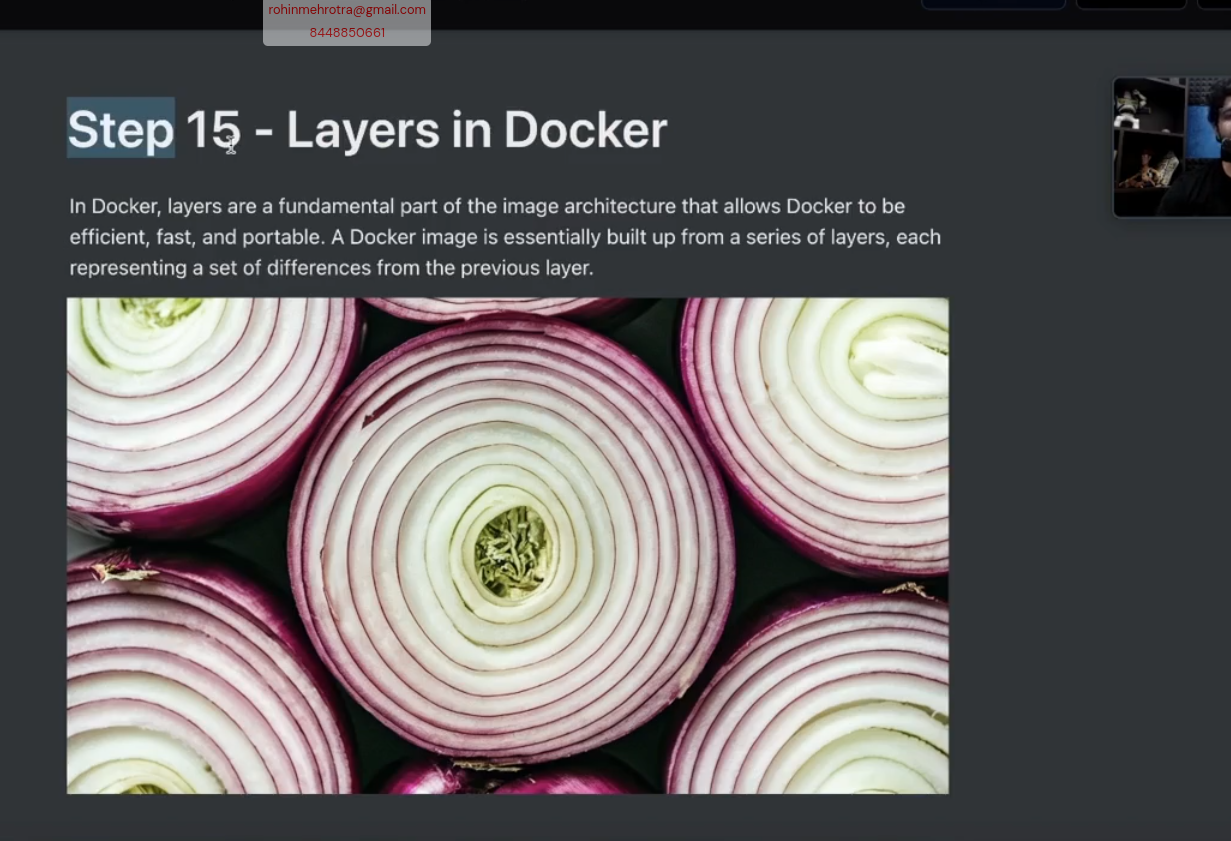 rohinmehrotra@gmail.com
8448850661
Step 15 - Layers in Docker
In Docker, layers are a fundamental part of the image architecture that allows Docker to be
efficient, fast, and portable. A Docker image is essentially built up from a series of layers, each
representing a set of differences from the previous layer.